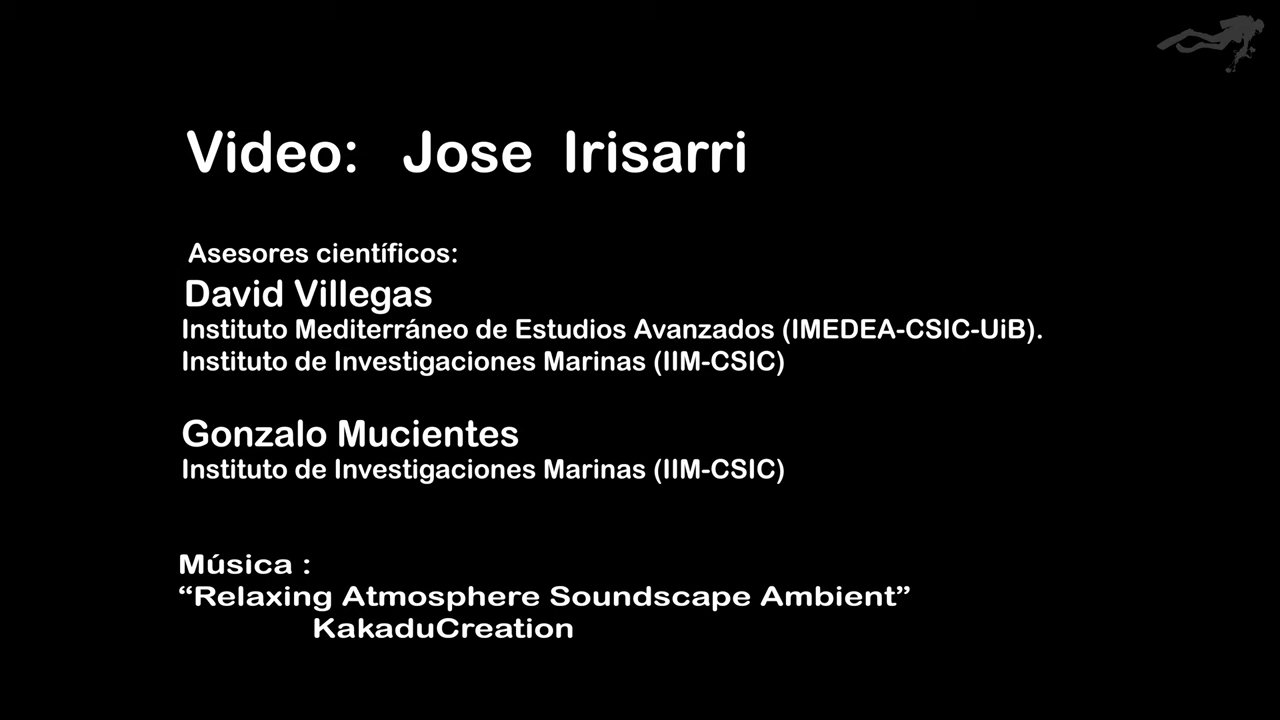 Video: Jose Irisarri
Asesores científicos:
David Villegas
Instituto Mediterráneo de Estudios Avanzados (IMEDEA-CSIC-UiB).
Instituto de Investigaciones Marinas (IIM-CSIC)
Gonzalo Mucientes
Instituto de Investigaciones Marinas (IIM-CSIC)
Música :
“Relaxing Atmosphere Soundscape Ambient”
KakaduCreation